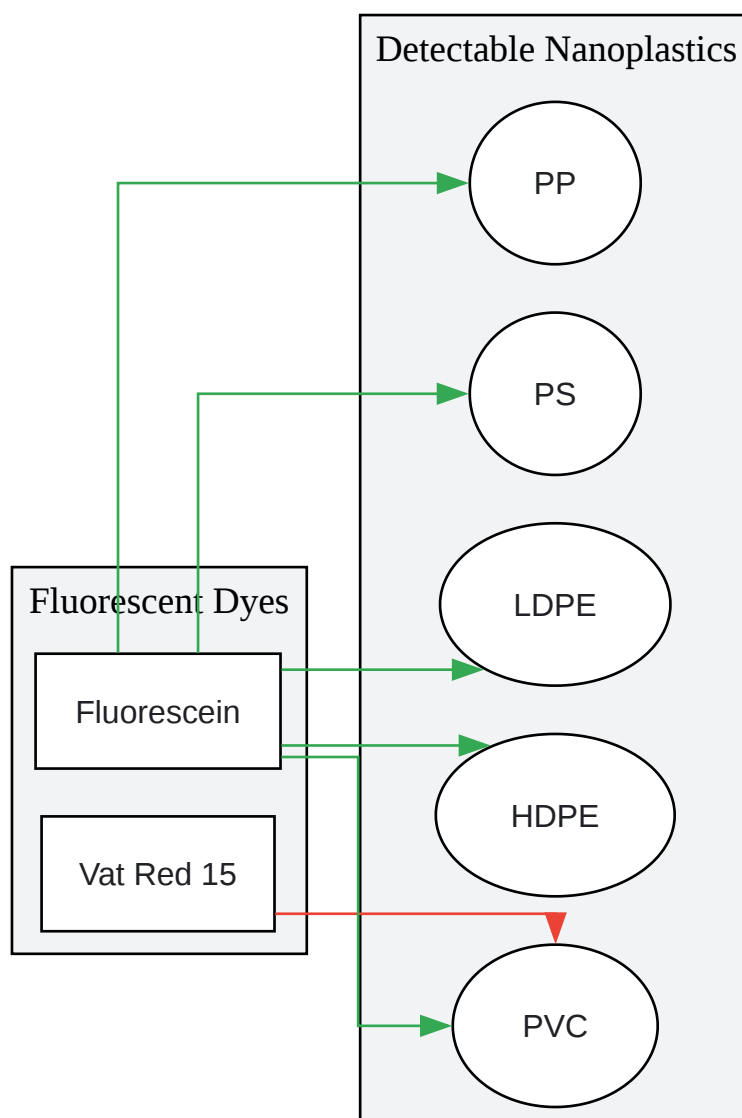 Detectable Nanoplastics
PP
PS
LDPE
HDPE
PVC
Fluorescent Dyes
Fluorescein
Vat Red 15